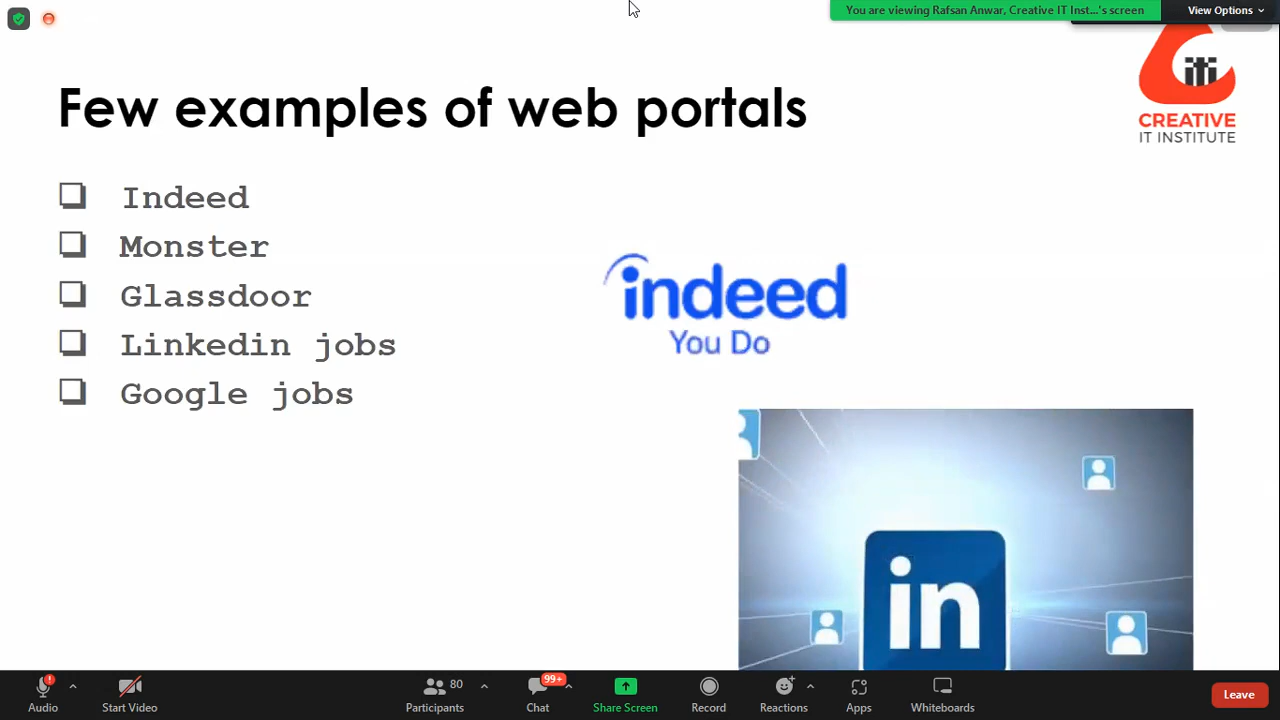 You are viewing Rafsan Anwar, Creative IT Inst...'s screen
View Options
Few examples of web portals
iTi
CREATIVE
IT INSTITUTE
Indeed
Monster
Glassdoor
Linkedin jobs
Google jobs
indeed
You Do
in
80
99+
Audio
Start Video
Participants
Chat
Share Screen
Record
Reactions
Apps
Whiteboards
Leave